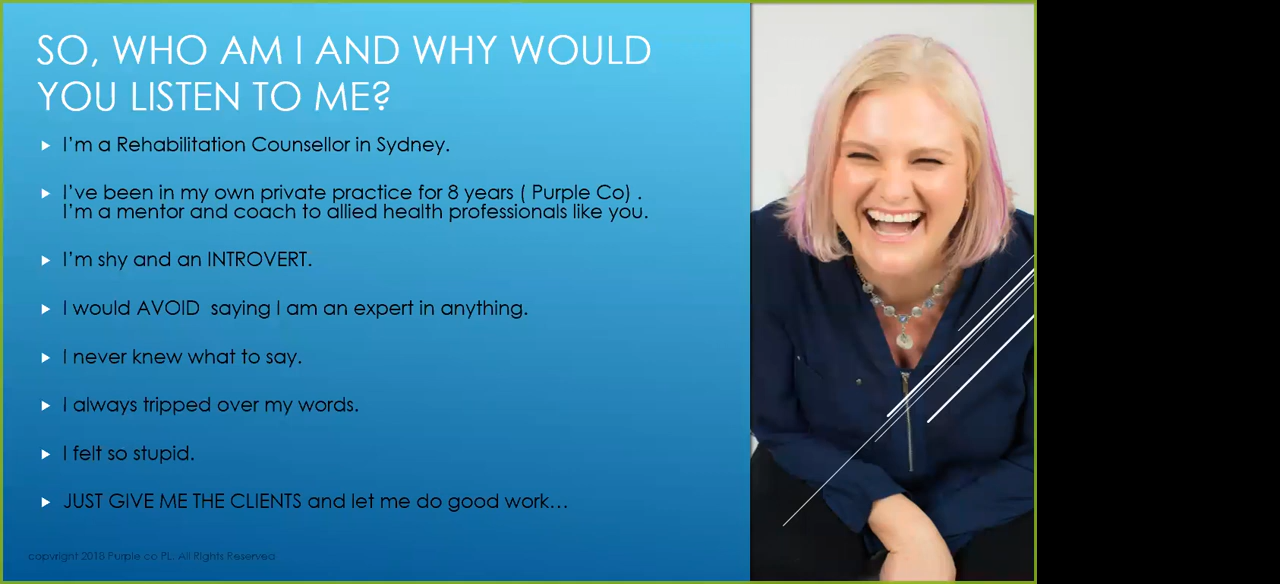 SO, WHO AM I AND WHY WOULD
YOU LISTEN TO ME?
I'm a Rehabilitation Counsellor in Sydney.
I've been in my own private practice for 8 years ( Purple Co) .
I'm a mentor and coach to allied health professionals like you.
I'm shy and an INTROVERT.
I would AVOID  saying I am an expert in anything.
I never knew what to say.
I always tripped over my words.
I felt so stupid.
JUST GIVE ME THE CLIENTS and let me do good work…
copyright 2018 Purple co PL. All Rights Reserved